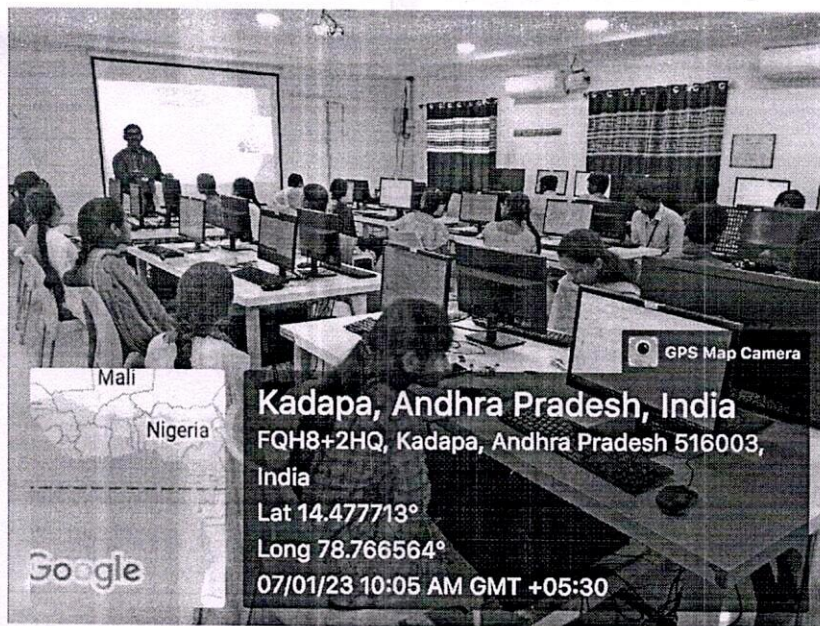 GPS Map Camera
Mali
Nigeria
Google
Kadapa, Andhra Pradesh, India
FQH8+2HQ, Kadapa, Andhra Pradesh 516003,
India
Lat 14.477713°
Long 78.766564°
07/01/23 10:05 AM GMT +05:30